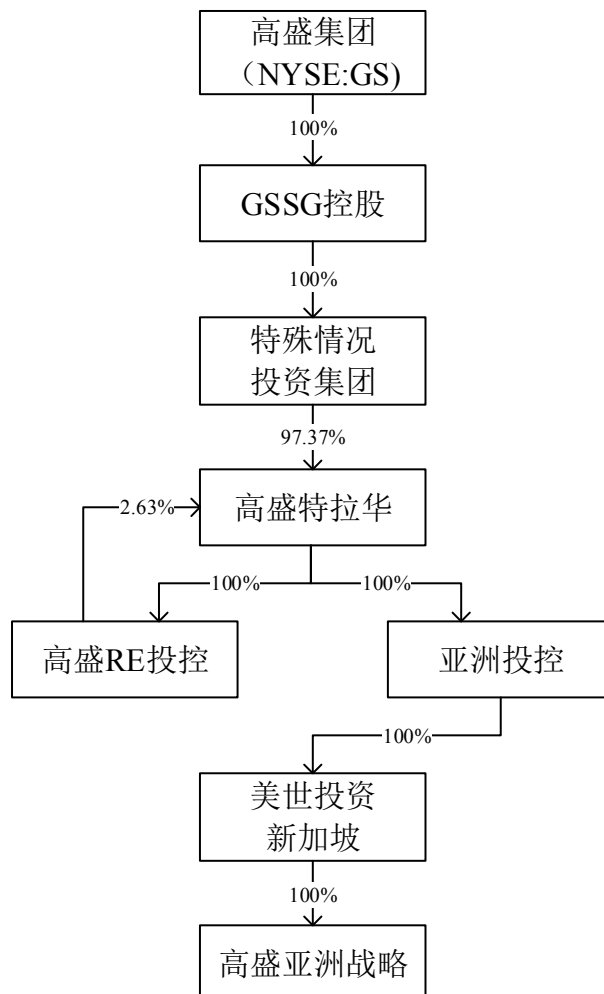 高盛集团
（NYSE:GS)
100%
GSSG控股
100%
特殊情况
投资集团
97.37%
2.63%
高盛特拉华
100%
100%
高盛RE投控
亚洲投控
100%
美世投资
新加坡
100%
高盛亚洲战略